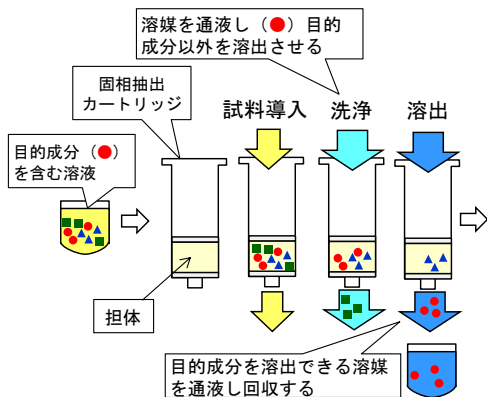 溶媒を通液し（●）目的
成分以外を溶出させる
固相抽出
カートリッジ
試料導入
洗浄
溶出
目的成分（●）
を含む溶液
担体
目的成分を溶出できる溶媒
を通液し回収する